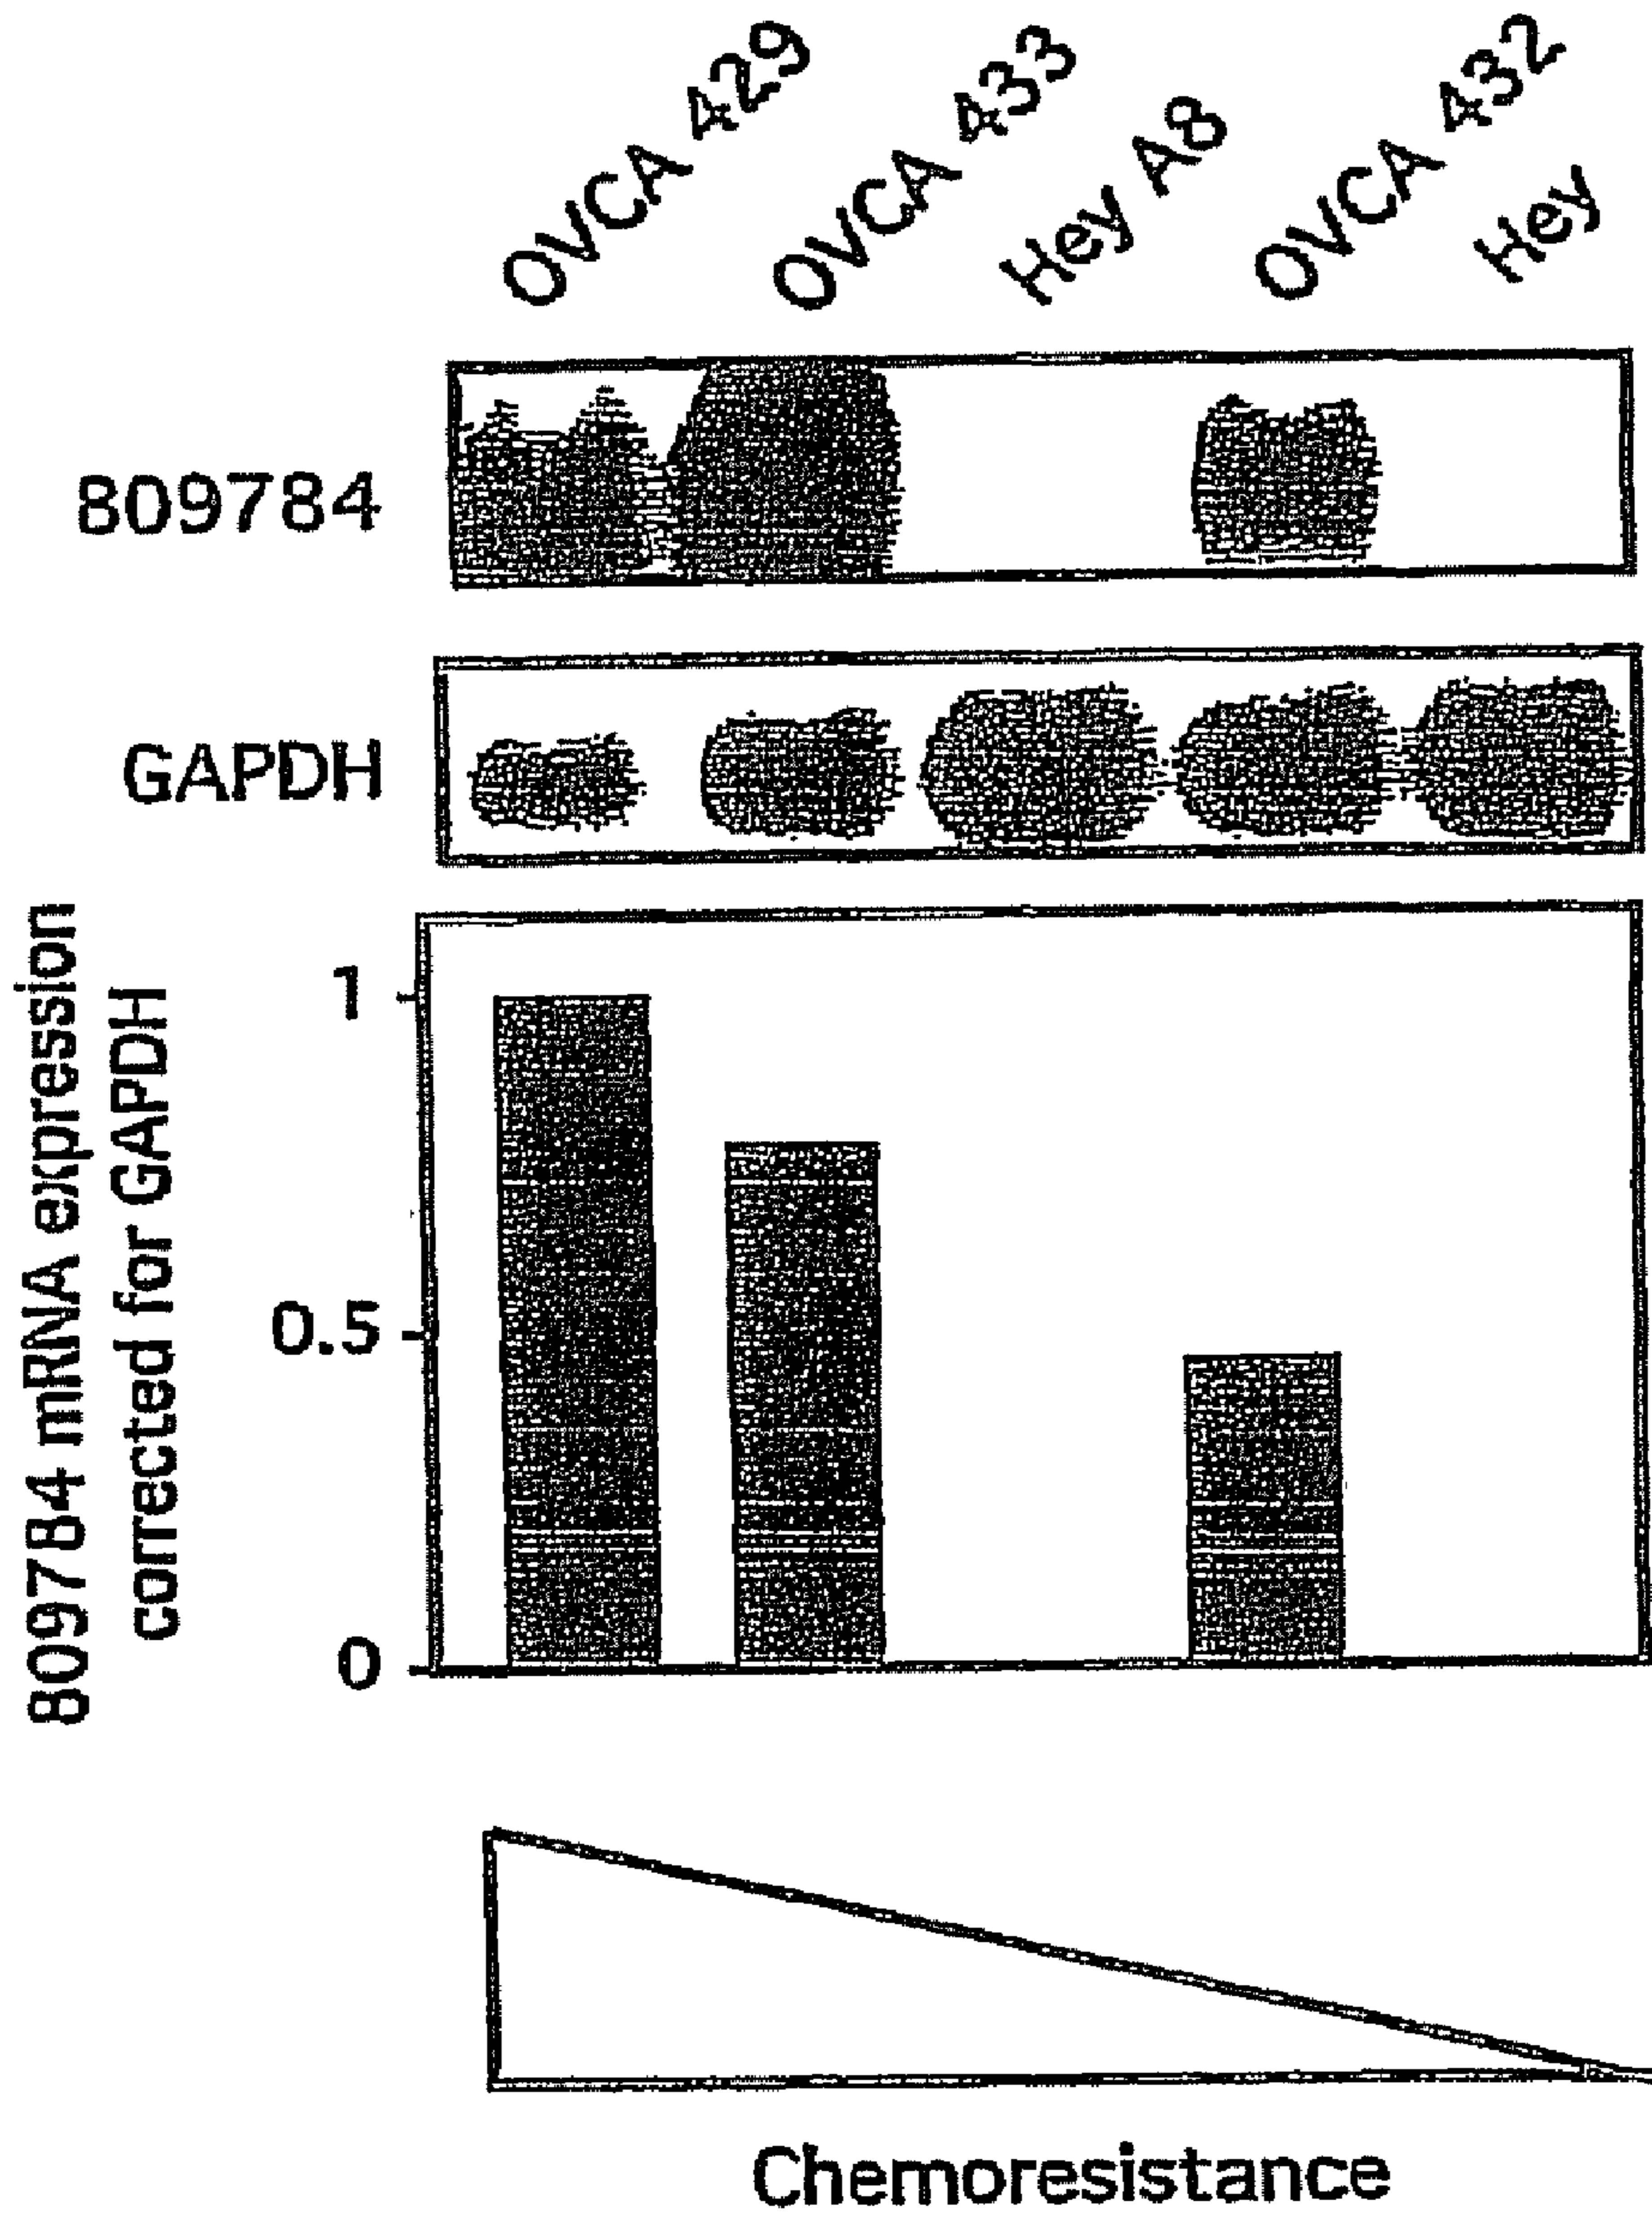 OVCA 429
OVCA 433
Hey A8
OVCA 432
Hey
809784
GAPDH
809784 mRNA expression
corrected for GAPDH
1
0.5
0
Chemoresistance